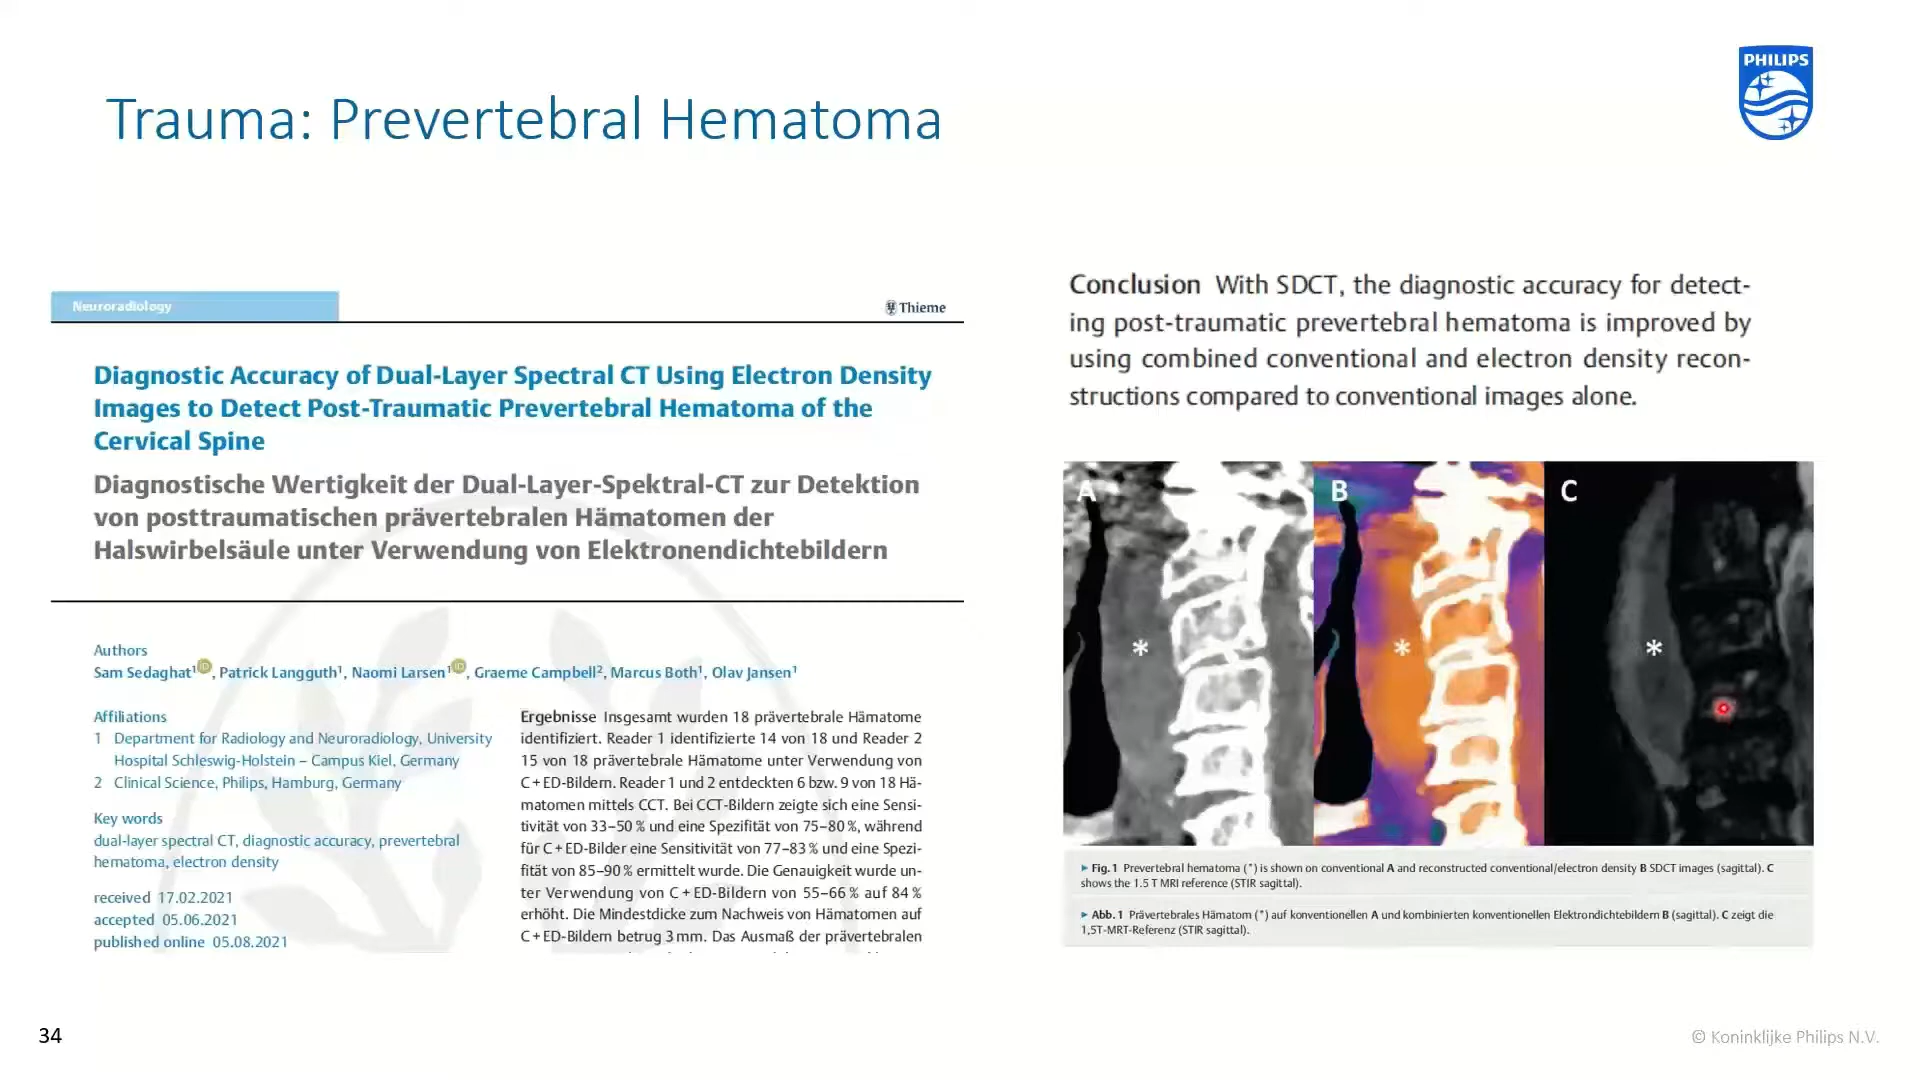 PHILIPS
Trauma: Prevertebral Hematoma
Neuroradiology
Thieme
Diagnostic Accuracy of Dual-Layer Spectral CT Using Electron Density
Images to Detect Post-Traumatic Prevertebral Hematoma of the
Cervical Spine
Diagnostische Wertigkeit der Dual-Layer-Spektral-CT zur Detektion
von posttraumatischen prävertebralen Hämatomen der
Halswirbelsäule unter Verwendung von Elektronendichtebildern
Authors
Sam Sedaghat¹ iD, Patrick Langguth¹, Naomi Larsen¹ iD, Graeme Campbell², Marcus Both¹, Olav Jansen¹
Affiliations
1 Department for Radiology and Neuroradiology, University
Hospital Schleswig-Holstein – Campus Kiel, Germany
2 Clinical Science, Philips, Hamburg, Germany
Key words
dual-layer spectral CT, diagnostic accuracy, prevertebral
hematoma, electron density
received 17.02.2021
accepted 05.06.2021
published online 05.08.2021
Ergebnisse Insgesamt wurden 18 prävertebrale Hämatome
identifiziert. Reader 1 identifizierte 14 von 18 und Reader 2
15 von 18 prävertebrale Hämatome unter Verwendung von
C + ED-Bildern. Reader 1 und 2 entdeckten 6 bzw. 9 von 18 Hä-
matomen mittels CCT. Bei CCT-Bildern zeigte sich eine Sensi-
tivität von 33–50 % und eine Spezifität von 75–80 %, während
für C + ED-Bilder eine Sensitivität von 77–83 % und eine Spezi-
fität von 85–90 % ermittelt wurde. Die Genauigkeit wurde un-
ter Verwendung von C + ED-Bildern von 55–66 % auf 84 %
erhöht. Die Mindestdicke zum Nachweis von Hämatomen auf
C + ED-Bildern betrug 3 mm. Das Ausmaß der prävertebralen
Conclusion With SDCT, the diagnostic accuracy for detect-
ing post-traumatic prevertebral hematoma is improved by
using combined conventional and electron density recon-
structions compared to conventional images alone.
A B C
* * *
▶ Fig. 1 Prevertebral hematoma (*) is shown on conventional A and reconstructed conventional/electron density B SDCT images (sagittal). C
shows the 1.5 T MRI reference (STIR sagittal).
▶ Abb. 1 Prävertebrales Hämatom (*) auf konventionellen A und kombinierten konventionellen Elektrondichtebildern B (sagittal). C zeigt die
1,5T-MRT-Referenz (STIR sagittal).
34
© Koninklijke Philips N.V.